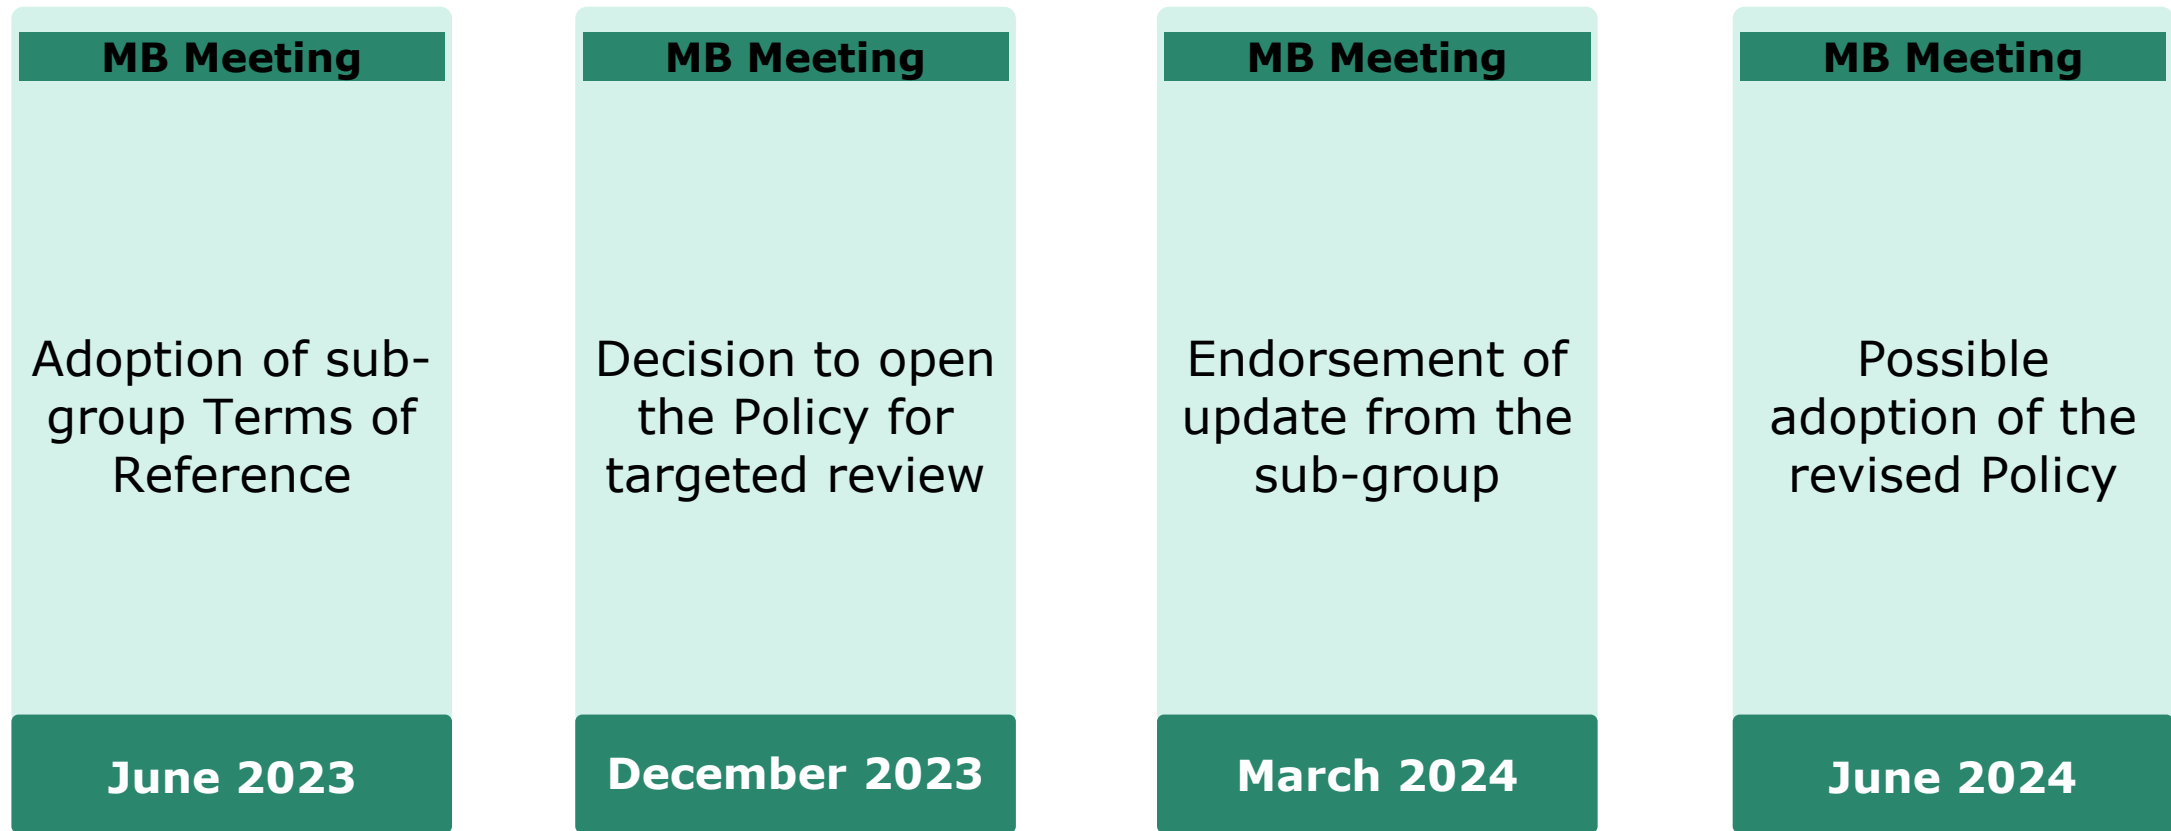 MB Meeting
Adoption of sub-
group Terms of
Reference
June 2023
MB Meeting
Decision to open
the Policy for
targeted review
December 2023
MB Meeting
Endorsement of
update from the
sub-group
March 2024
MB Meeting
Possible
adoption of the
revised Policy
June 2024